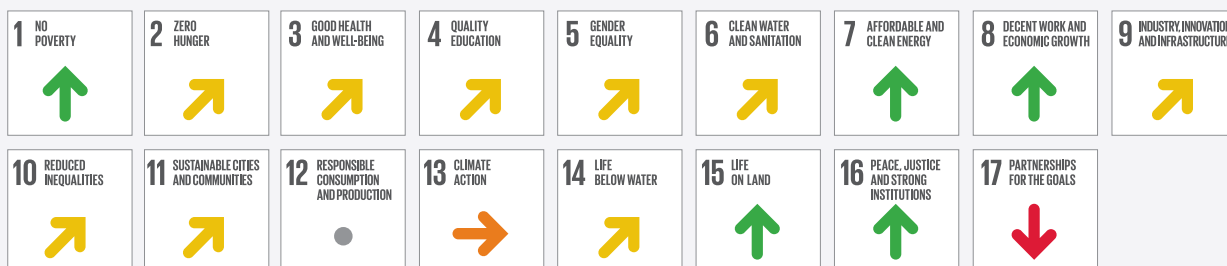 1 NO POVERTY
2 ZERO HUNGER
3 GOOD HEALTH AND WELL-BEING
4 QUALITY EDUCATION
5 GENDER EQUALITY
6 CLEAN WATER AND SANITATION
7 AFFORDABLE AND CLEAN ENERGY
8 DECENT WORK AND ECONOMIC GROWTH
9 INDUSTRY, INNOVATION AND INFRASTRUCTURE
10 REDUCED INEQUALITIES
11 SUSTAINABLE CITIES AND COMMUNITIES
12 RESPONSIBLE CONSUMPTION AND PRODUCTION
13 CLIMATE ACTION
14 LIFE BELOW WATER
15 LIFE ON LAND
16 PEACE, JUSTICE AND STRONG INSTITUTIONS
17 PARTNERSHIPS FOR THE GOALS